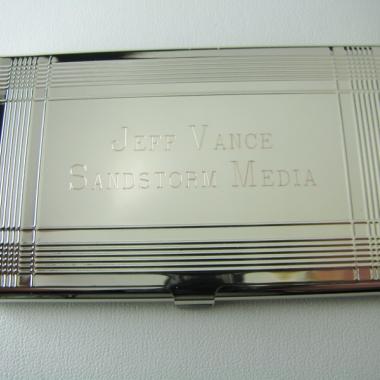 Jeff Vance
Sandstorm Media